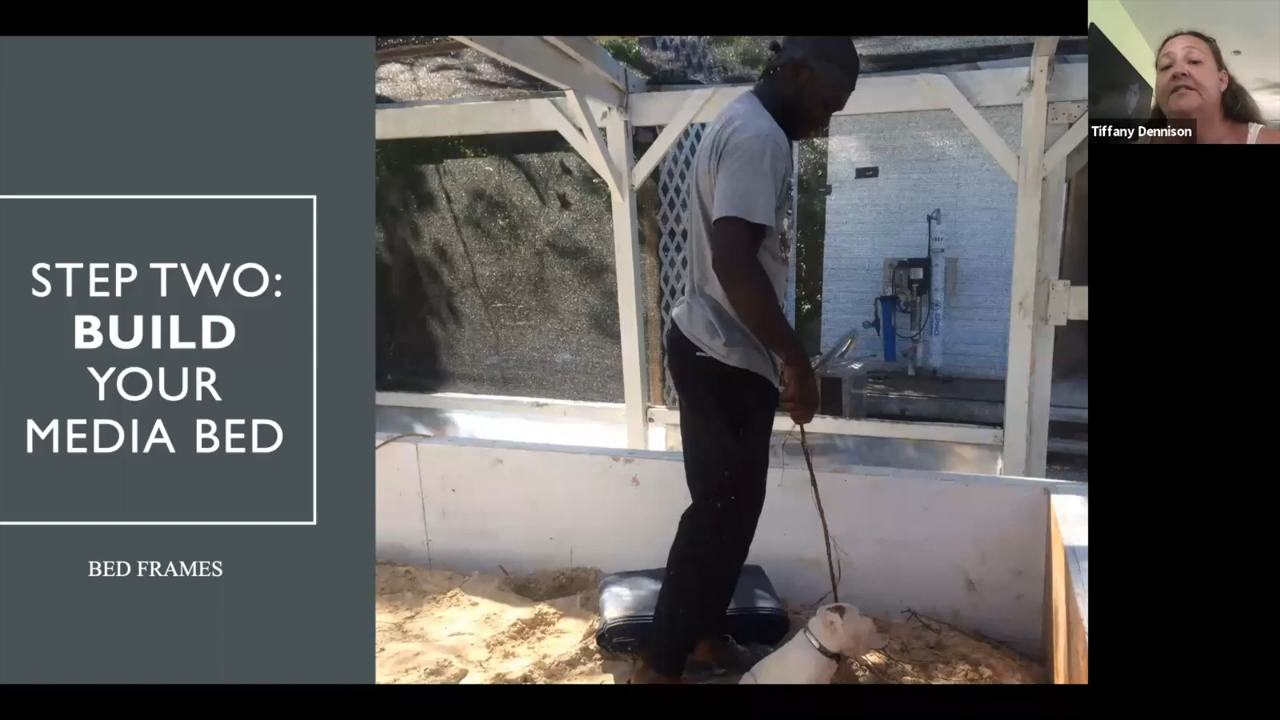 STEP TWO:
BUILD
YOUR
MEDIA BED
BED FRAMES
Tiffany Dennison